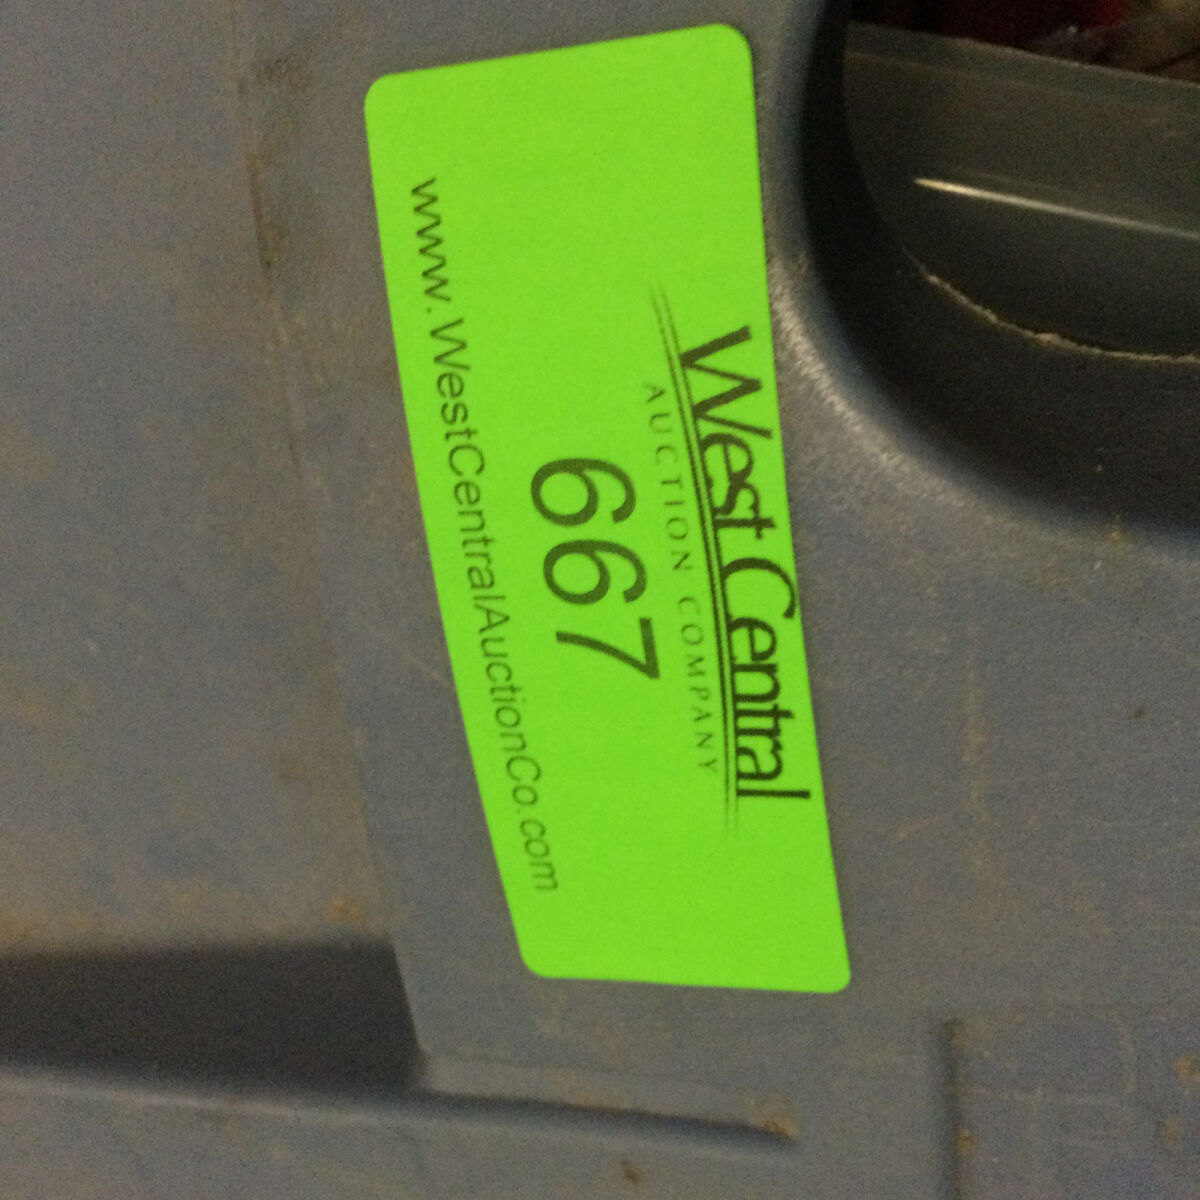 West Central
AUCTION COMPANY
667
www.WestCentralAuctionCo.com